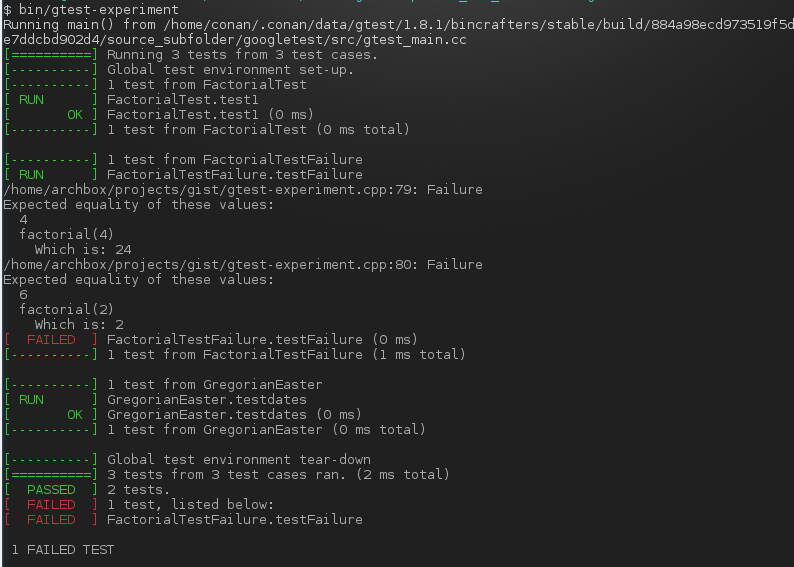 $ bin/gtest-experiment
Running main() from /home/conan/.conan/data/gtest/1.8.1/bincrafters/stable/build/884a98ecd973519f5d
e7ddcbd902d4/source_subfolder/googletest/src/gtest_main.cc
[==========] Running 3 tests from 3 test cases.
[----------] Global test environment set-up.
[----------] 1 test from FactorialTest
[ RUN      ] FactorialTest.test1
[       OK ] FactorialTest.test1 (0 ms)
[----------] 1 test from FactorialTest (0 ms total)

[----------] 1 test from FactorialTestFailure
[ RUN      ] FactorialTestFailure.testFailure
/home/archbox/projects/gist/gtest-experiment.cpp:79: Failure
Expected equality of these values:
  4
  factorial(4)
    Which is: 24
/home/archbox/projects/gist/gtest-experiment.cpp:80: Failure
Expected equality of these values:
  6
  factorial(2)
    Which is: 2
[  FAILED  ] FactorialTestFailure.testFailure (0 ms)
[----------] 1 test from FactorialTestFailure (1 ms total)

[----------] 1 test from GregorianEaster
[ RUN      ] GregorianEaster.testdates
[       OK ] GregorianEaster.testdates (0 ms)
[----------] 1 test from GregorianEaster (0 ms total)

[----------] Global test environment tear-down
[==========] 3 tests from 3 test cases ran. (2 ms total)
[  PASSED  ] 2 tests.
[  FAILED  ] 1 test, listed below:
[  FAILED  ] FactorialTestFailure.testFailure

 1 FAILED TEST